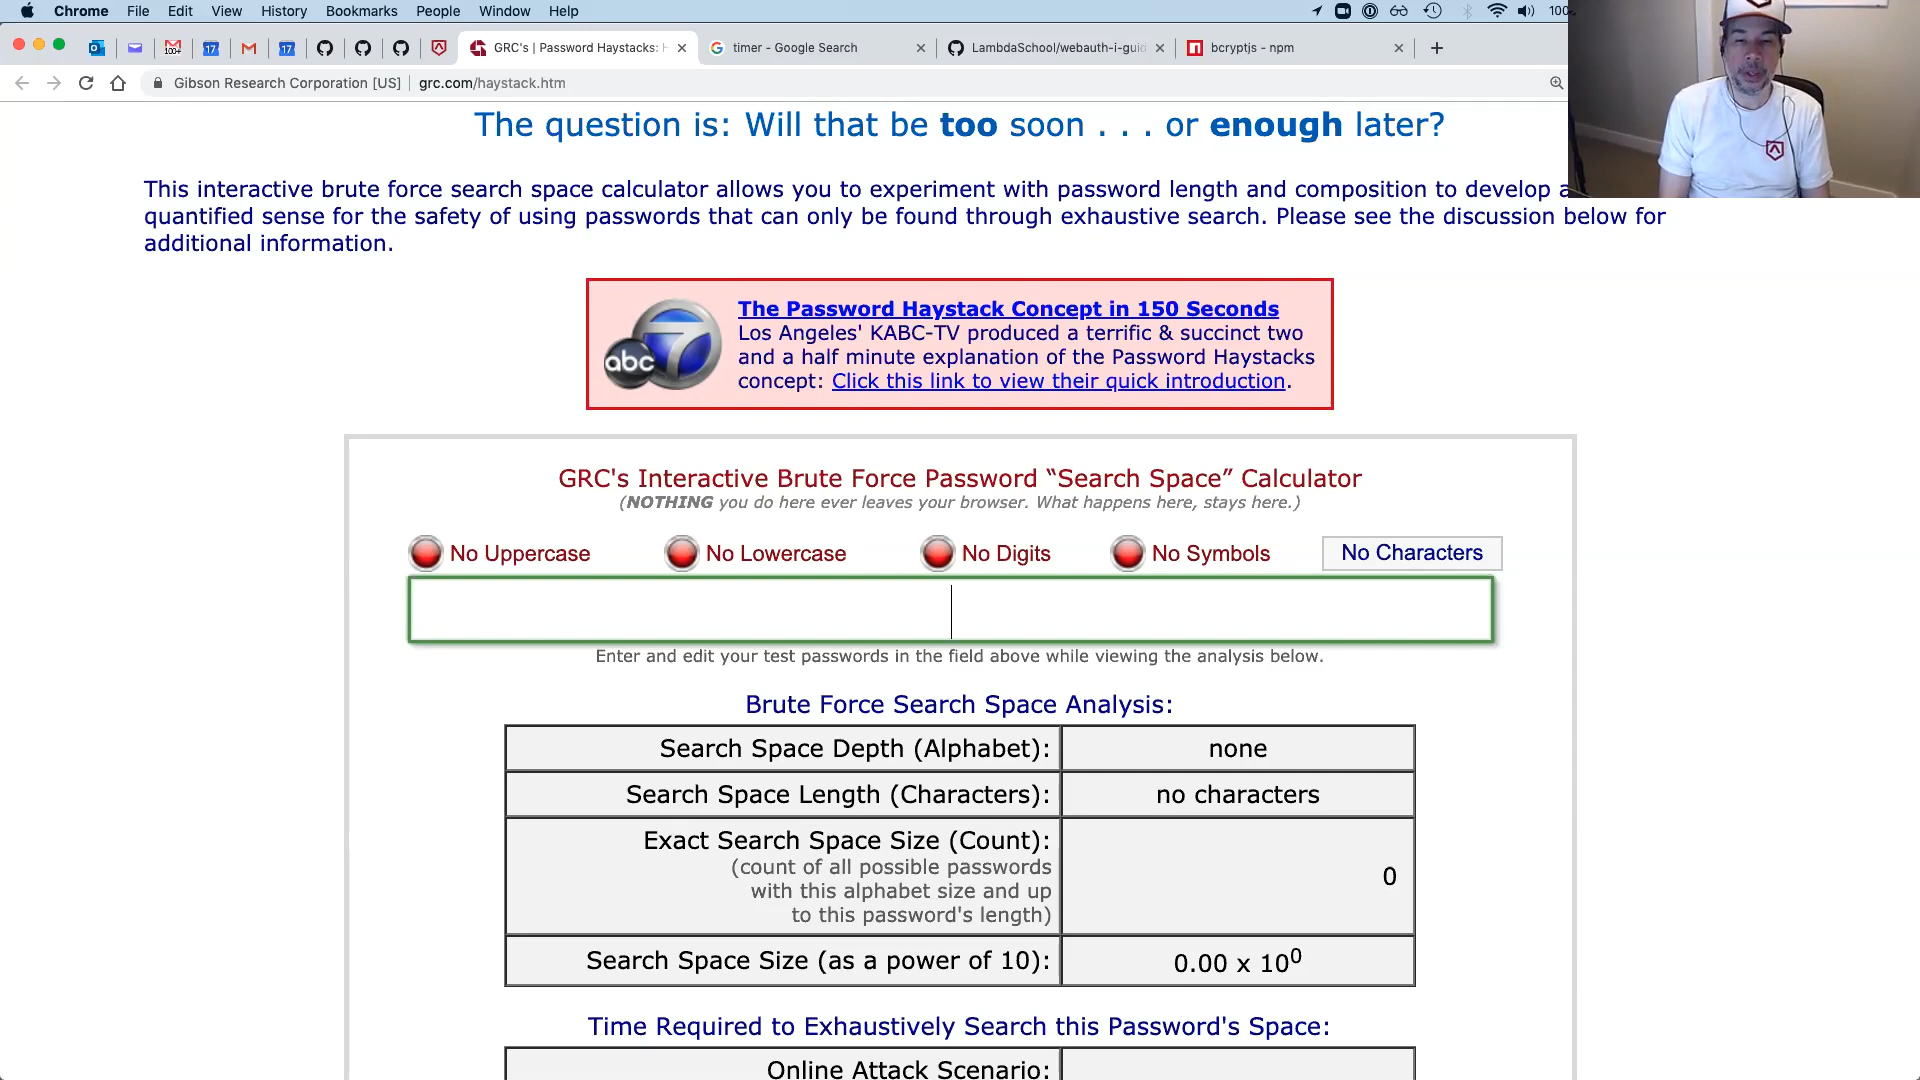 Chrome File Edit View History Bookmarks People Window Help
GRC's | Password Haystacks: H
timer - Google Search
LambdaSchool/webauth-i-guid
bcryptjs - npm
Gibson Research Corporation [US] | grc.com/haystack.htm
The question is: Will that be too soon . . . or enough later?
This interactive brute force search space calculator allows you to experiment with password length and composition to develop a
quantified sense for the safety of using passwords that can only be found through exhaustive search. Please see the discussion below for
additional information.
The Password Haystack Concept in 150 Seconds
Los Angeles' KABC-TV produced a terrific & succinct two
and a half minute explanation of the Password Haystacks
concept: Click this link to view their quick introduction.
abc 7
GRC's Interactive Brute Force Password “Search Space” Calculator
(NOTHING you do here ever leaves your browser. What happens here, stays here.)
No Uppercase No Lowercase No Digits No Symbols No Characters
Enter and edit your test passwords in the field above while viewing the analysis below.
Brute Force Search Space Analysis:
Search Space Depth (Alphabet): none
Search Space Length (Characters): no characters
Exact Search Space Size (Count):
(count of all possible passwords
with this alphabet size and up
to this password's length)
0
Search Space Size (as a power of 10): 0.00 x 10⁰
Time Required to Exhaustively Search this Password's Space:
Online Attack Scenario: